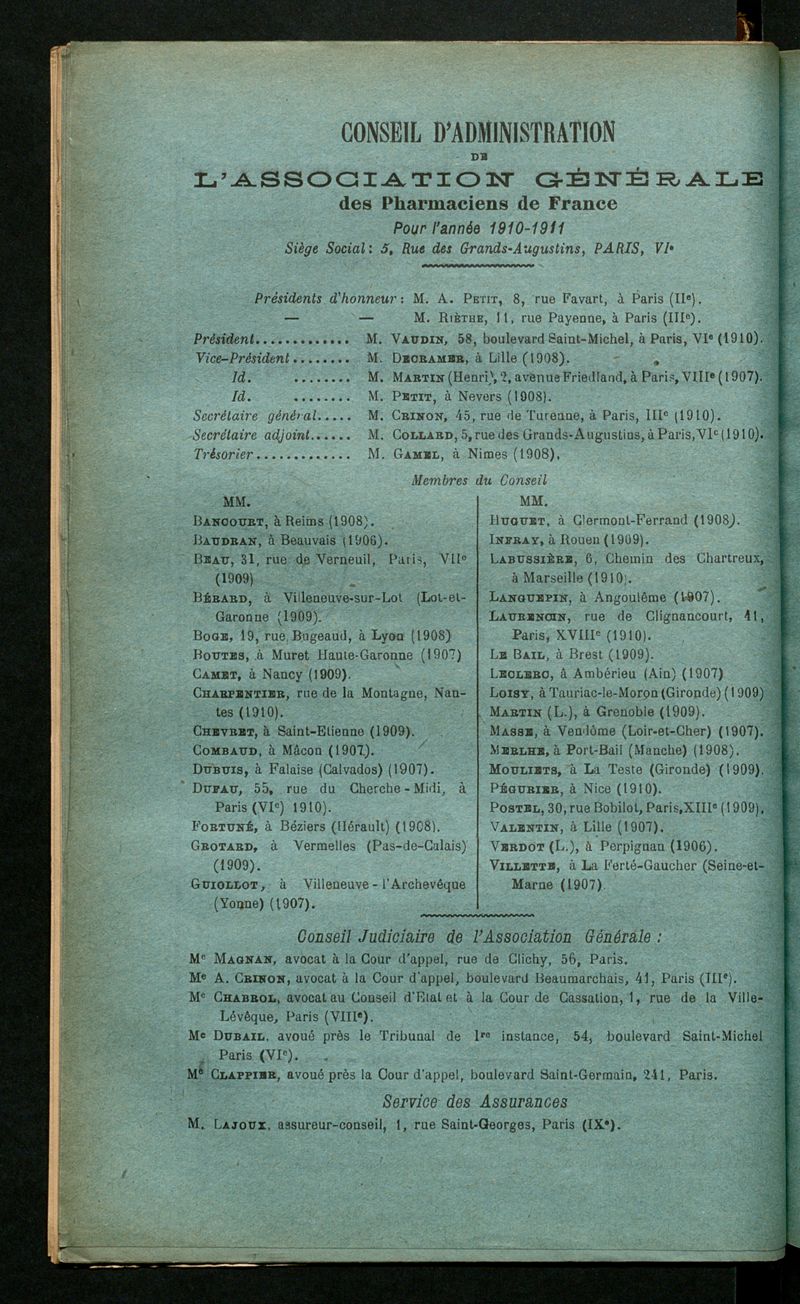 CONSEIL D'ADMINISTRATION
DE
L'ASSOCIATION GÉNÉRALE
des Pharmaciens de France
Pour l'année 1910-1911
Siège Social : 5, Rue des Grands-Augustins, PARIS, VIe
Présidents d'honneur : M. A. PETIT, 8, rue Favart, à Paris (IIe).
— — M. RIÈTHE, 11, rue Payenne, à Paris (IIIe).
Président............. M. VAUDIN, 58, boulevard Saint-Michel, à Paris, VIe (1910).
Vice-Président........ M. DECRAMER, à Lille (1908).
Id. ........ M. MARTIN (Henri), 2, avenue Friedland, à Paris, VIIIe (1907).
Id. ........ M. PETIT, à Nevers (1908).
Secrétaire général..... M. CRINON, 45, rue de Turenne, à Paris, IIIe (1910).
Secrétaire adjoint...... M. COLLARD, 5, rue des Grands-Augustins, à Paris, VIe (1910).
Trésorier............. M. GAMEL, à Nimes (1908).
Membres du Conseil
MM.
BANCOURT, à Reims (1908).
BAUDRAN, à Beauvais (1906).
BEAU, 31, rue de Verneuil, Paris, VIIe
(1909)
BÉRARD, à Villeneuve-sur-Lot (Lot-et-
Garonne (1909).
BOGE, 19, rue Bugeaud, à Lyon (1908)
BOUTES, à Muret Haute-Garonne (1907)
CAMET, à Nancy (1909).
CHARPENTIER, rue de la Montagne, Nan-
tes (1910).
CHEVRET, à Saint-Etienne (1909).
COMBAUD, à Mâcon (1907).
DUBUIS, à Falaise (Calvados) (1907).
DUFAU, 55, rue du Cherche-Midi, à
Paris (VIe) 1910).
FORTUNÉ, à Béziers (Hérault) (1908).
GROTARD, à Vermelles (Pas-de-Calais)
(1909).
GUIOLLOT, à Villeneuve-l'Archevêque
(Yonne) (1907).
MM.
HUGUET, à Clermont-Ferrand (1908).
INFRAY, à Rouen (1909).
LABUSSIÈRE, 6, Chemin des Chartreux,
à Marseille (1910).
LANGUEPIN, à Angoulême (1907).
LAURENCIN, rue de Clignancourt, 41,
Paris, XVIIIe (1910).
LE BAIL, à Brest (1909).
LECLERC, à Ambérieu (Ain) (1907)
LOISY, à Tauriac-le-Moron (Gironde) (1909)
MARTIN (L.), à Grenoble (1909).
MASSE, à Vendôme (Loir-et-Cher) (1907).
MERLHE, à Port-Bail (Manche) (1908).
MOULIETS, à La Teste (Gironde) (1909).
PÉGURIER, à Nice (1910).
POSTEL, 30, rue Bobilot, Paris, XIIIe (1909).
VALENTIN, à Lille (1907).
VERDOT (L.), à Perpignan (1906).
VILLETTE, à La Ferté-Gaucher (Seine-et-
Marne (1907)
Conseil Judiciaire de l'Association Générale :
Me MAGNAN, avocat à la Cour d'appel, rue de Clichy, 56, Paris.
Me A. CRINON, avocat à la Cour d'appel, boulevard Beaumarchais, 41, Paris (IIIe).
Me CHABROL, avocat au Conseil d'Etat et à la Cour de Cassation, 1, rue de la Ville-
Lévêque, Paris (VIIIe).
Me DUBAIL, avoué près le Tribunal de 1re instance, 54, boulevard Saint-Michel
Paris (VIe).
Me CLAPPIER, avoué près la Cour d'appel, boulevard Saint-Germain, 241, Paris.
Service des Assurances
M. LAJOUX, assureur-conseil, 1, rue Saint-Georges, Paris (IXe).